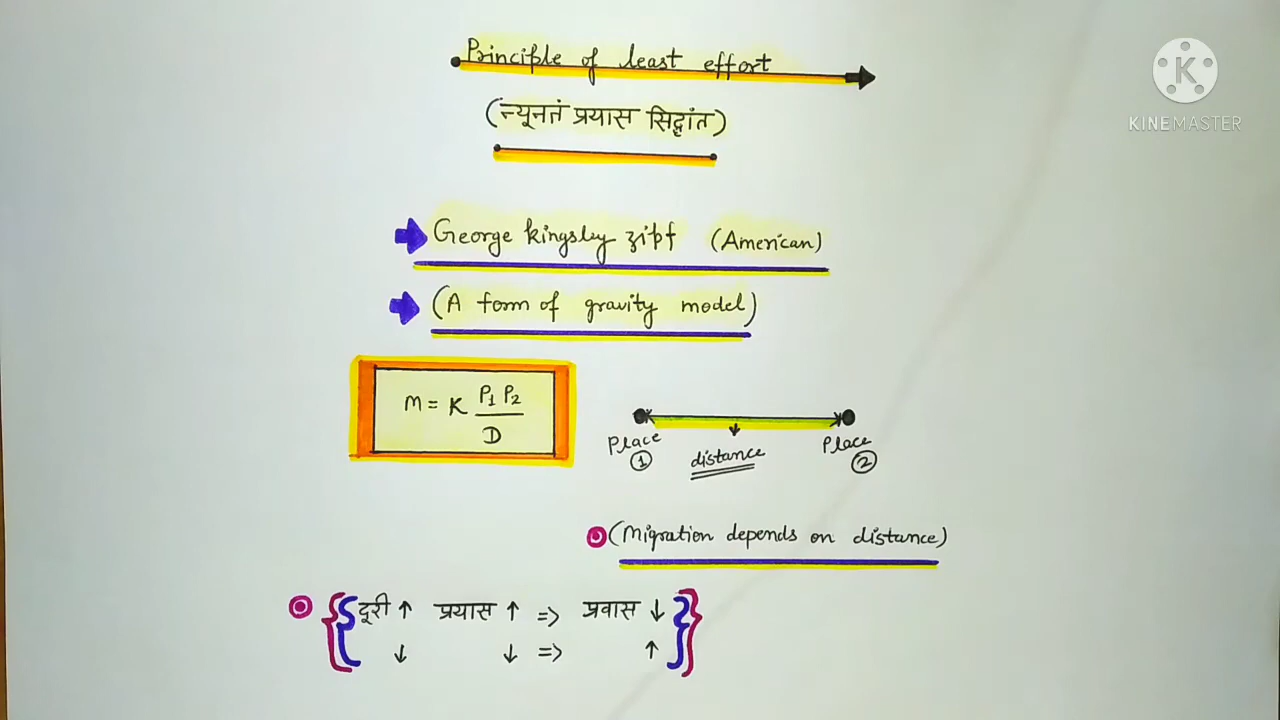 Principle of least effort
(न्यूनतं प्रयास सिद्धांत)
K
KINEMASTER
George kingsley ज़िफ (American)
(A form of gravity model)
M = K P₁ P₂ / D
Place ① distance Place ②
(Migration depends on distance)
दूरी ↑ प्रयास ↑ => प्रवास ↓
↓ ↓ => ↑